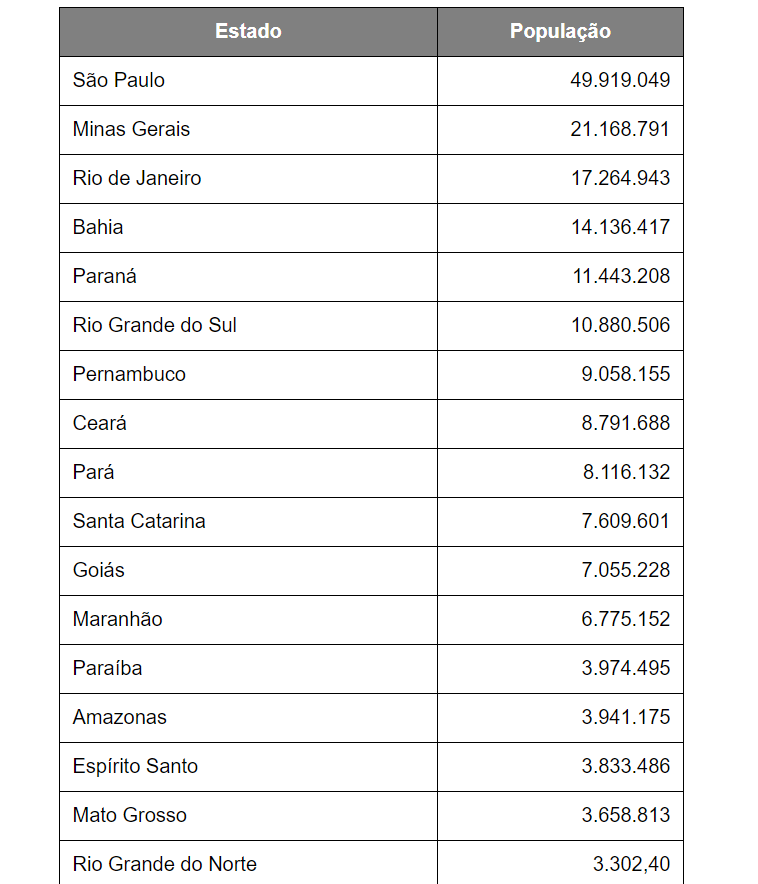 Estado População
São Paulo 49.919.049
Minas Gerais 21.168.791
Rio de Janeiro 17.264.943
Bahia 14.136.417
Paraná 11.443.208
Rio Grande do Sul 10.880.506
Pernambuco 9.058.155
Ceará 8.791.688
Pará 8.116.132
Santa Catarina 7.609.601
Goiás 7.055.228
Maranhão 6.775.152
Paraíba 3.974.495
Amazonas 3.941.175
Espírito Santo 3.833.486
Mato Grosso 3.658.813
Rio Grande do Norte 3.302,40